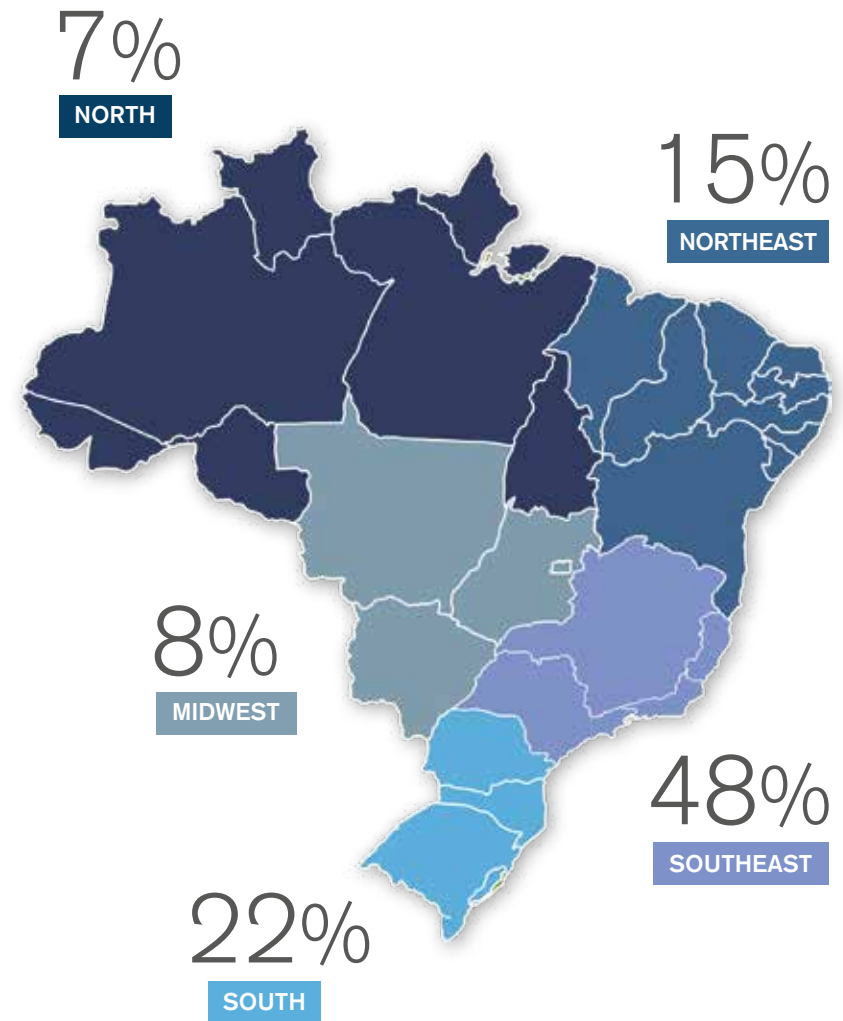 7%
NORTH
15%
NORTHEAST
8%
MIDWEST
48%
SOUTHEAST
22%
SOUTH